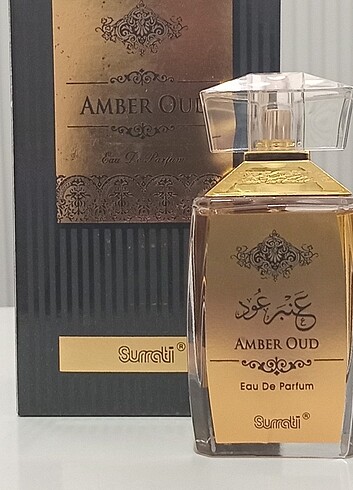 AMBER OUD
Eau De Parfum
Surrati®
عنبر عود
AMBER OUD
Eau De Parfum
Surrati®